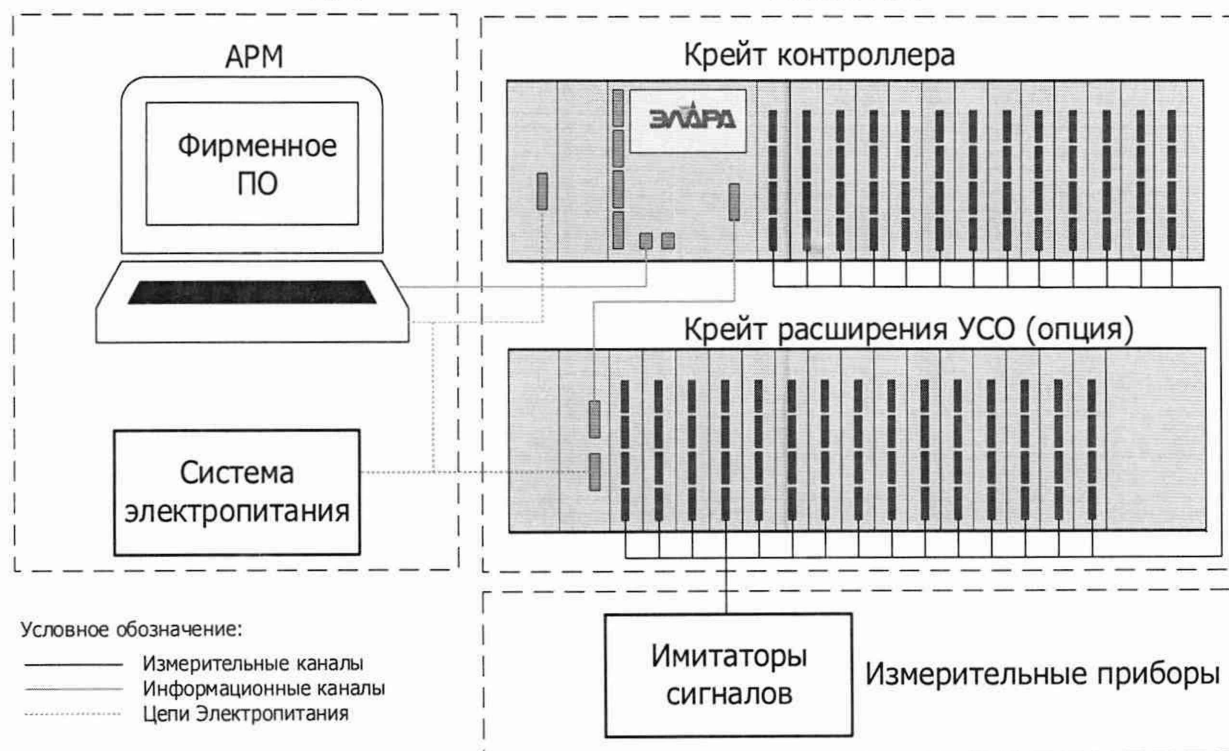 АРМ
Фирменное
ПО
Система
электропитания
Крейт контроллера
ЭЛАРА
Крейт расширения УСО (опция)
Имитаторы
сигналов
Измерительные приборы
Условное обозначение:
Измерительные каналы
Информационные каналы
Цепи Электропитания